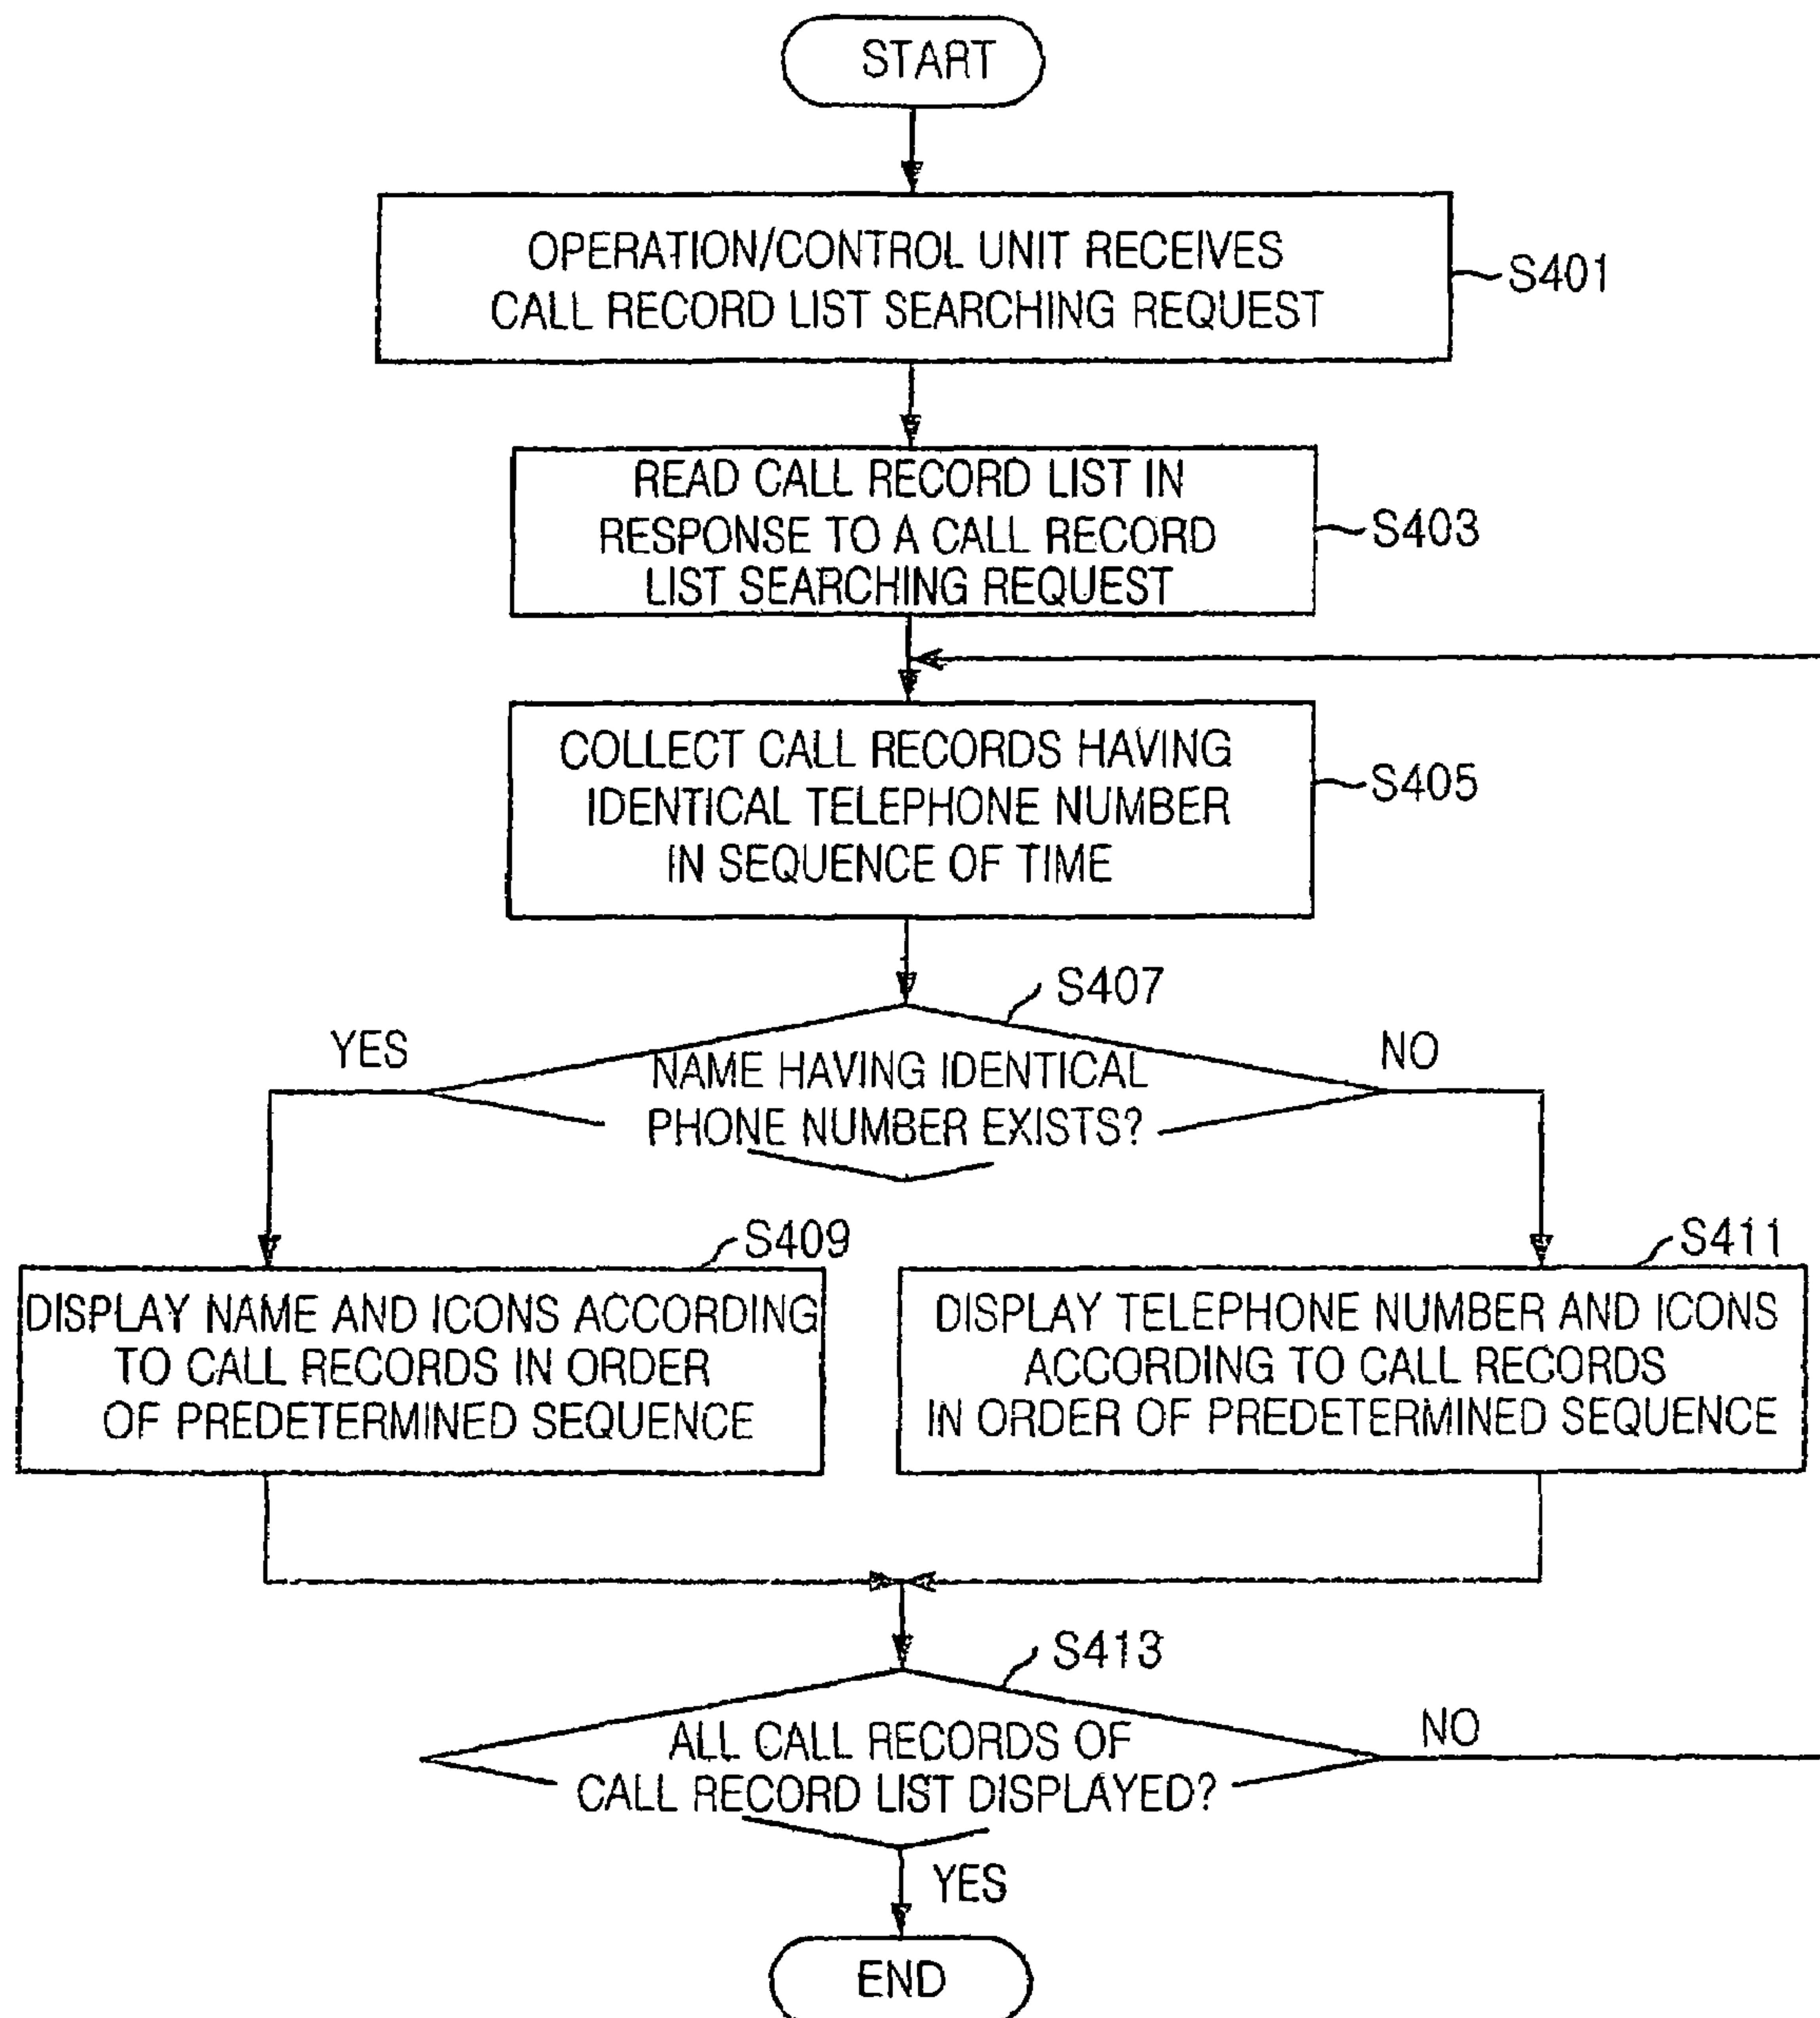 START
OPERATION/CONTROL UNIT RECEIVES
CALL RECORD LIST SEARCHING REQUEST
S401
READ CALL RECORD LIST IN
RESPONSE TO A CALL RECORD
LIST SEARCHING REQUEST
S403
COLLECT CALL RECORDS HAVING
IDENTICAL TELEPHONE NUMBER
IN SEQUENCE OF TIME
S405
S407
YES
NO
NAME HAVING IDENTICAL
PHONE NUMBER EXISTS?
S409
DISPLAY NAME AND ICONS ACCORDING
TO CALL RECORDS IN ORDER
OF PREDETERMINED SEQUENCE
S411
DISPLAY TELEPHONE NUMBER AND ICONS
ACCORDING TO CALL RECORDS
IN ORDER OF PREDETERMINED SEQUENCE
S413
ALL CALL RECORDS OF
CALL RECORD LIST DISPLAYED?
NO
YES
END